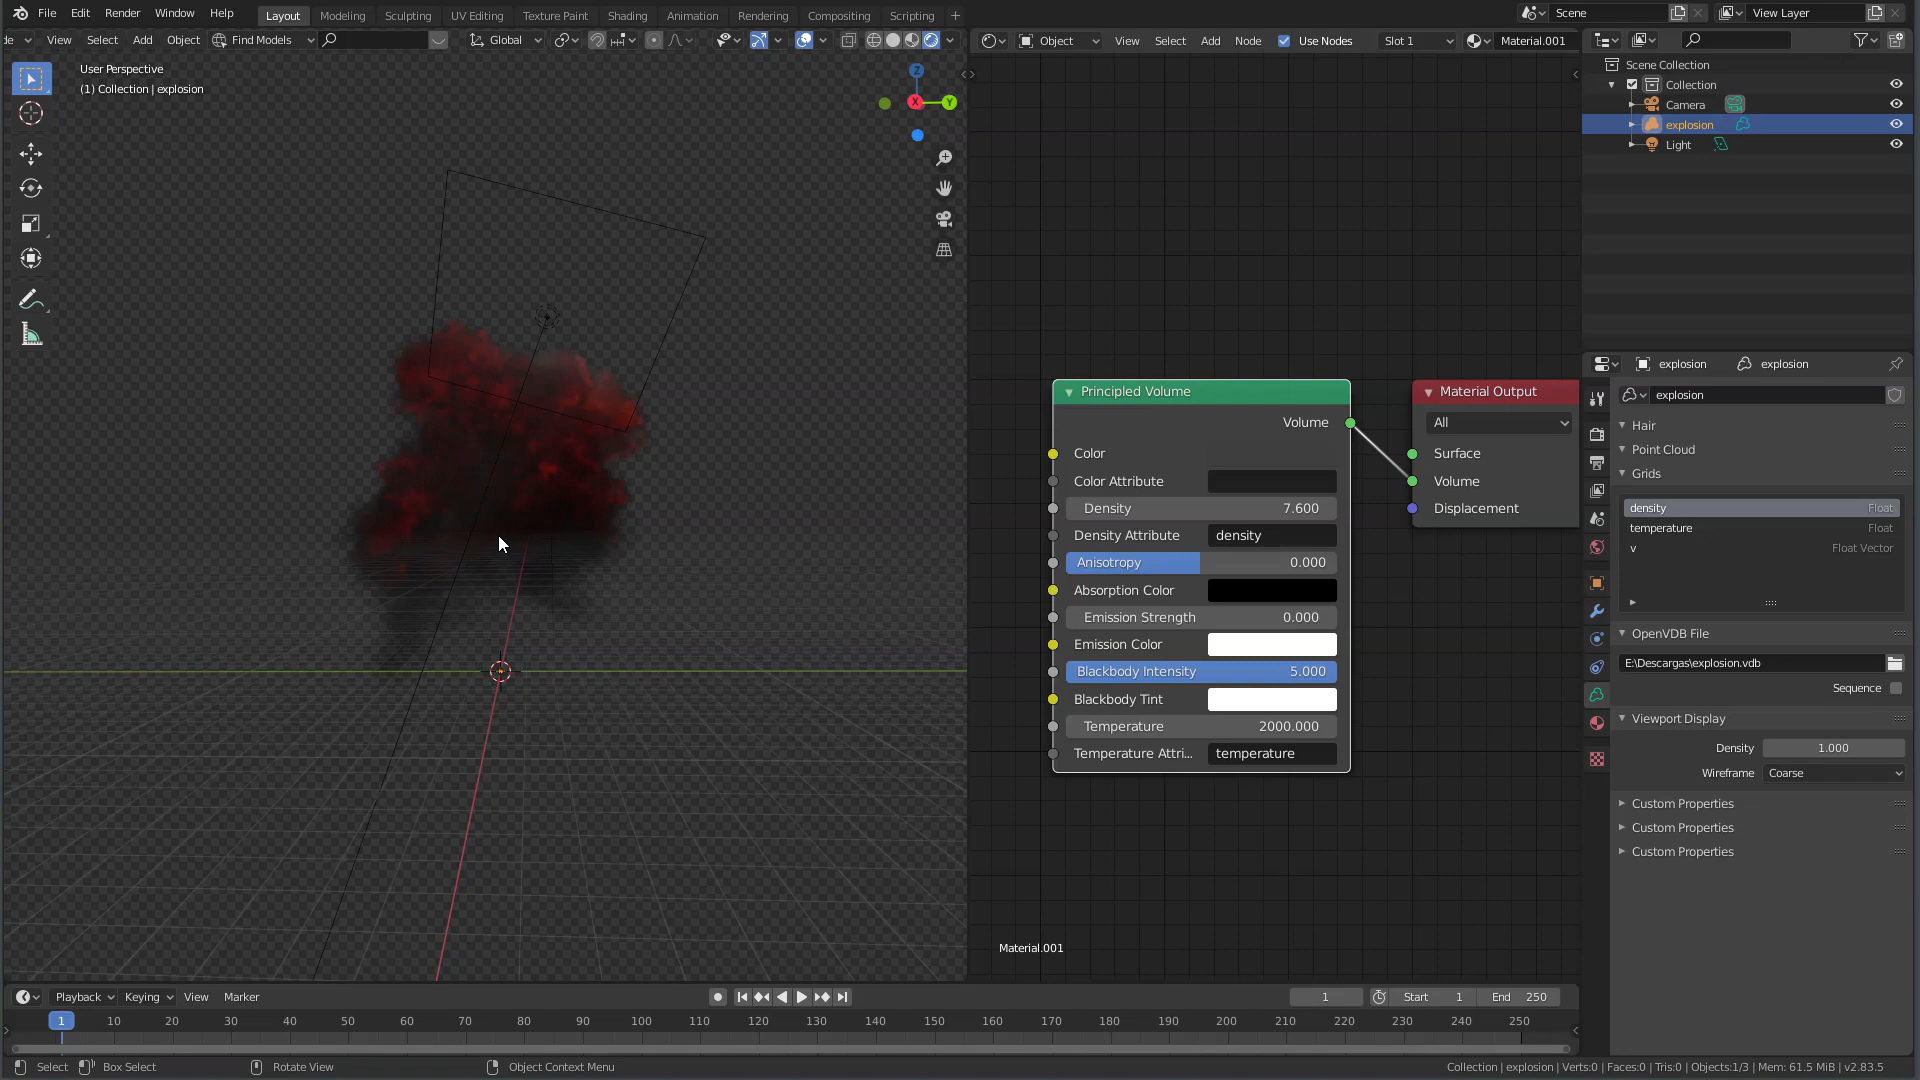 File Edit Render Window Help Layout Modeling Sculpting UV Editing Texture Paint Shading Animation Rendering Compositing Scripting Scene View Layer
de View Select Add Object Find Models Global
Object View Select Add Node Use Nodes Slot 1 Material.001
User Perspective
(1) Collection | explosion
Z
X
Y
Principled Volume
Volume
Color
Color Attribute
Density 7.600
Density Attribute density
Anisotropy 0.000
Absorption Color
Emission Strength 0.000
Emission Color
Blackbody Intensity 5.000
Blackbody Tint
Temperature 2000.000
Temperature Attri... temperature
Material Output
All
Surface
Volume
Displacement
Material.001
Scene Collection
Collection
Camera
explosion
Light
explosion explosion
explosion
Hair
Point Cloud
Grids
density Float
temperature Float
v Float Vector
OpenVDB File
E:\Descargas\explosion.vdb
Sequence
Viewport Display
Density 1.000
Wireframe Coarse
Custom Properties
Custom Properties
Custom Properties
Playback Keying View Marker 1 Start 1 End 250
1 10 20 30 40 50 60 70 80 90 100 110 120 130 140 150 160 170 180 190 200 210 220 230 240 250
Select Box Select Rotate View Object Context Menu Collection | explosion | Verts:0 | Faces:0 | Tris:0 | Objects:1/3 | Mem: 61.5 MiB | v2.83.5